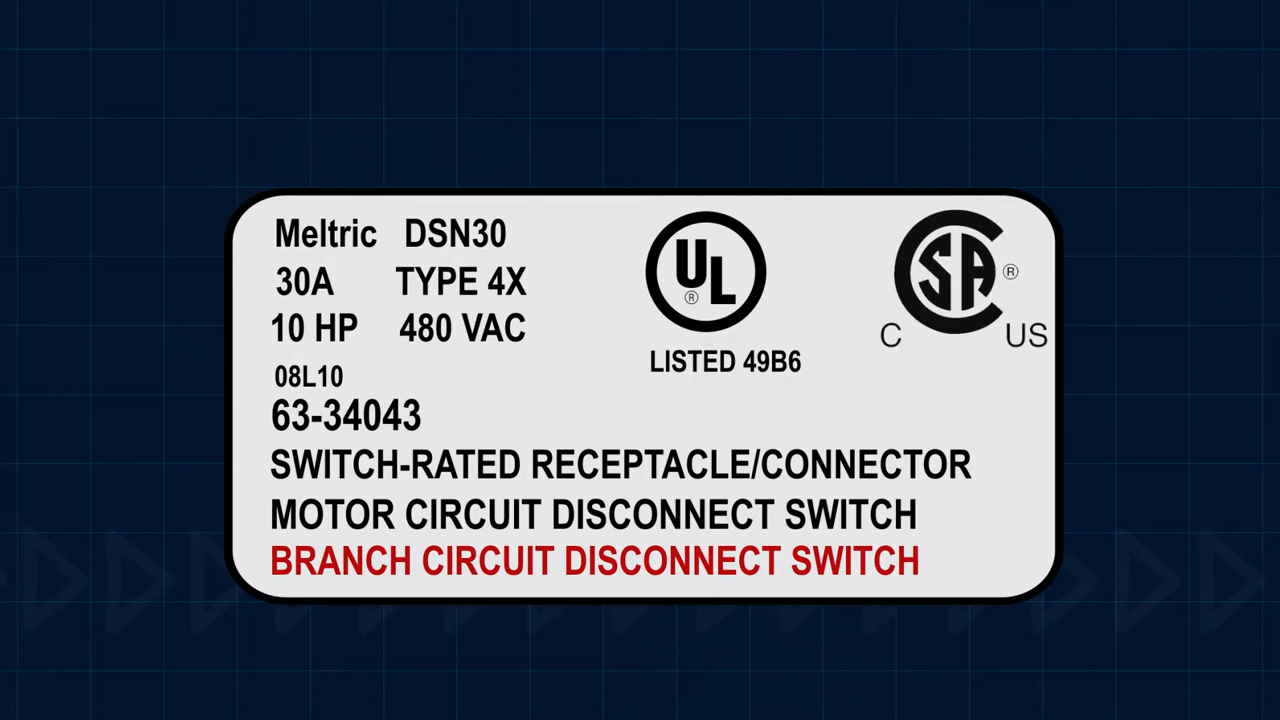 Meltric DSN30
30A TYPE 4X
10 HP 480 VAC
08L10
63-34043
SWITCH-RATED RECEPTACLE/CONNECTOR
MOTOR CIRCUIT DISCONNECT SWITCH
BRANCH CIRCUIT DISCONNECT SWITCH
UL
®
LISTED 49B6
CSA ®
C US